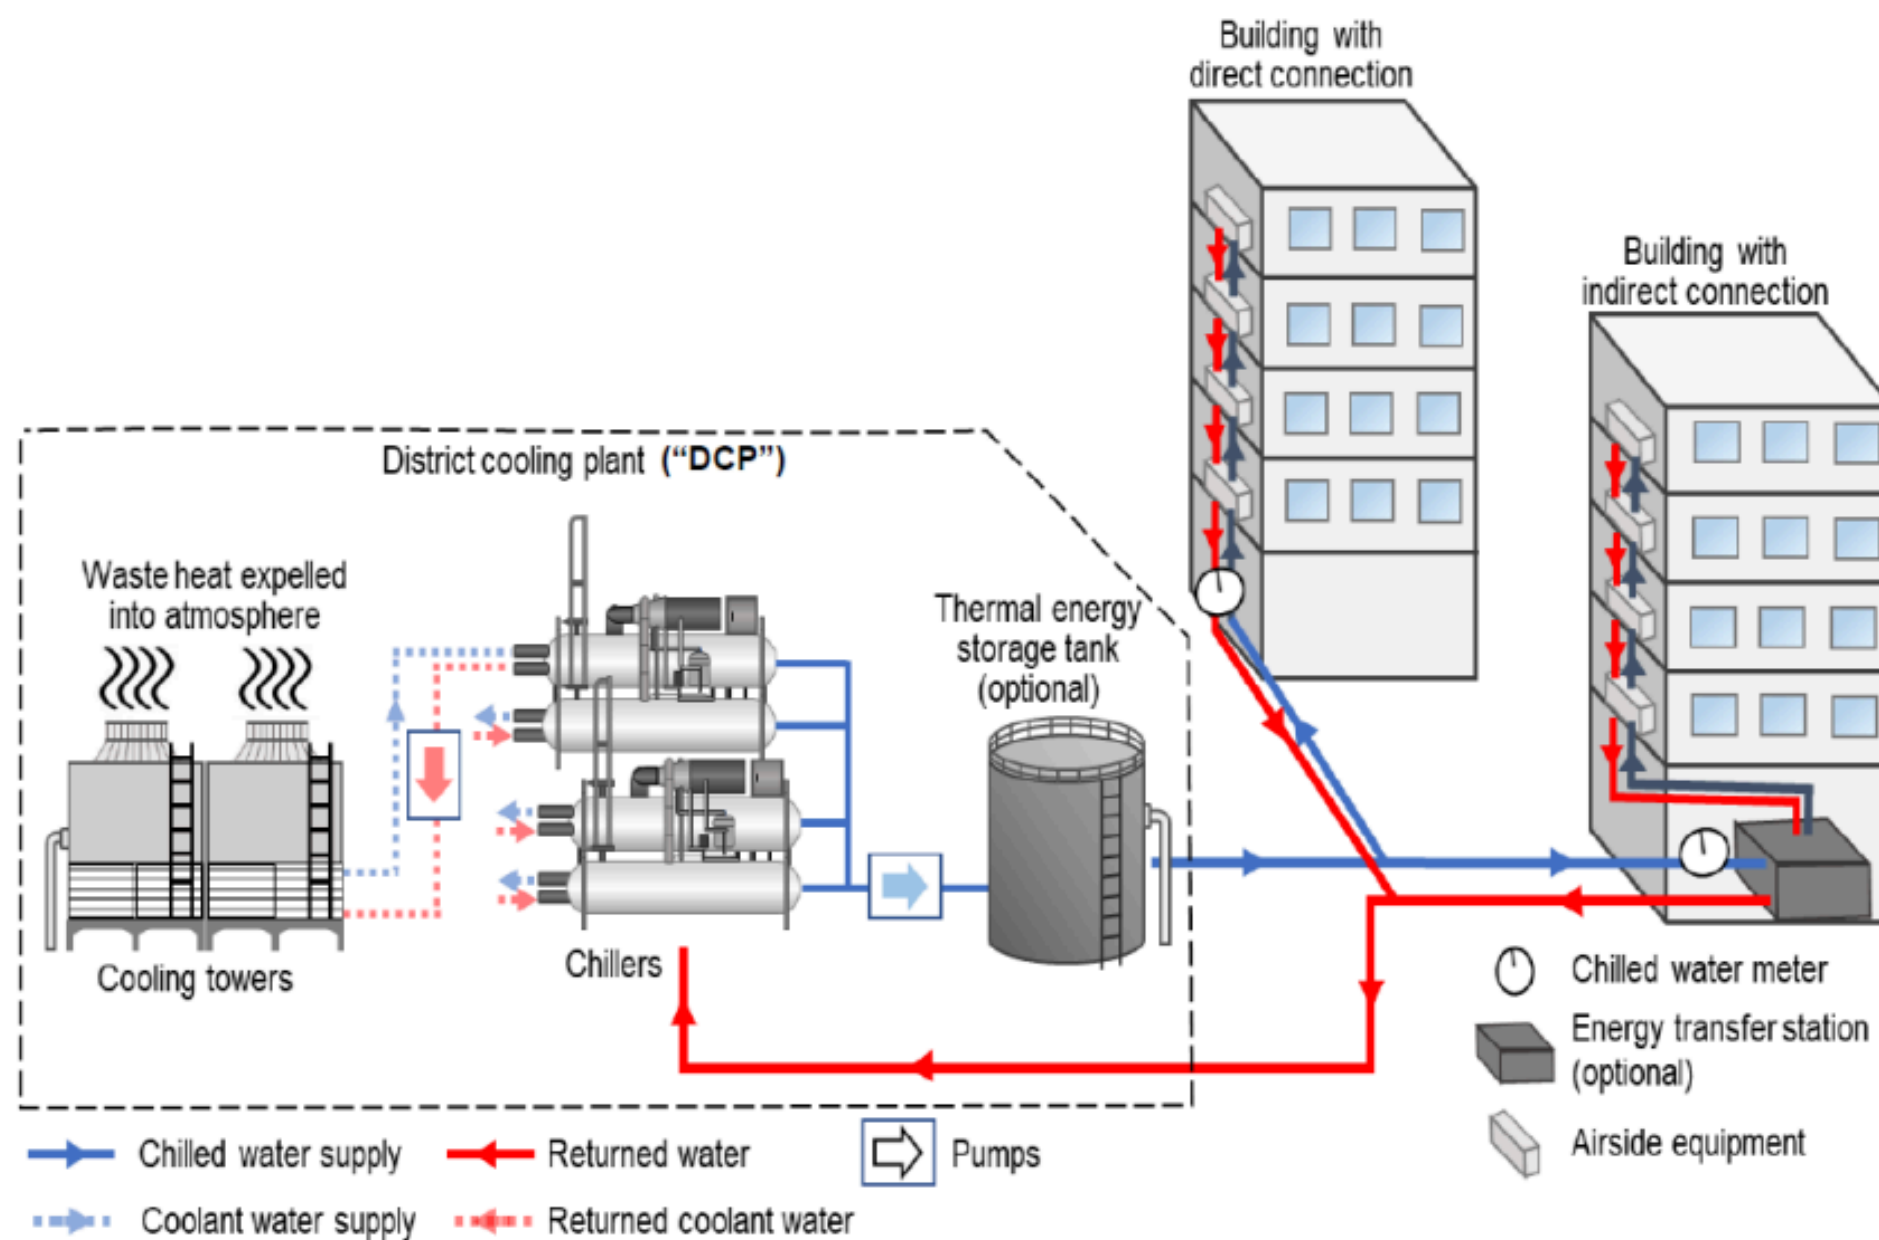 Building with
direct connection
Building with
indirect connection
District cooling plant ("DCP")
Waste heat expelled
into atmosphere
Thermal energy
storage tank
(optional)
Cooling towers
Chillers
Chilled water meter
Energy transfer station
(optional)
Airside equipment
Chilled water supply
Returned water
Pumps
Coolant water supply
Returned coolant water